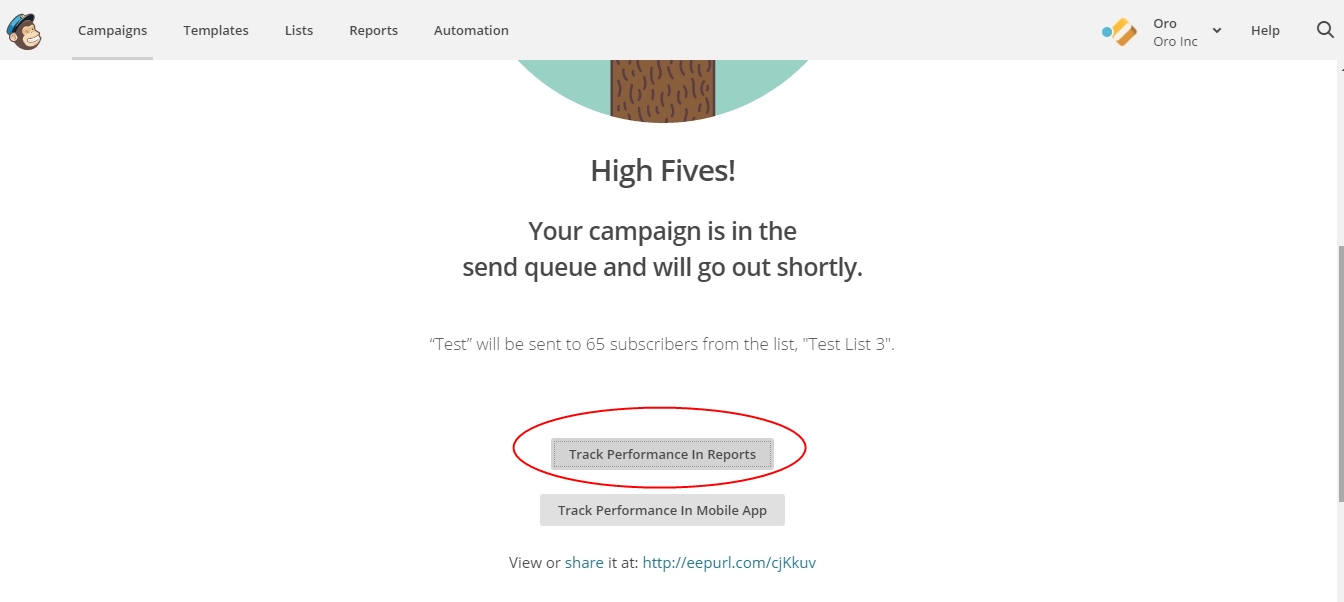 Campaigns Templates Lists Reports Automation Oro Help
Oro Inc
High Fives!
Your campaign is in the
send queue and will go out shortly.
“Test” will be sent to 65 subscribers from the list, "Test List 3".
Track Performance In Reports
Track Performance In Mobile App
View or share it at: http://eepurl.com/cjKkuv